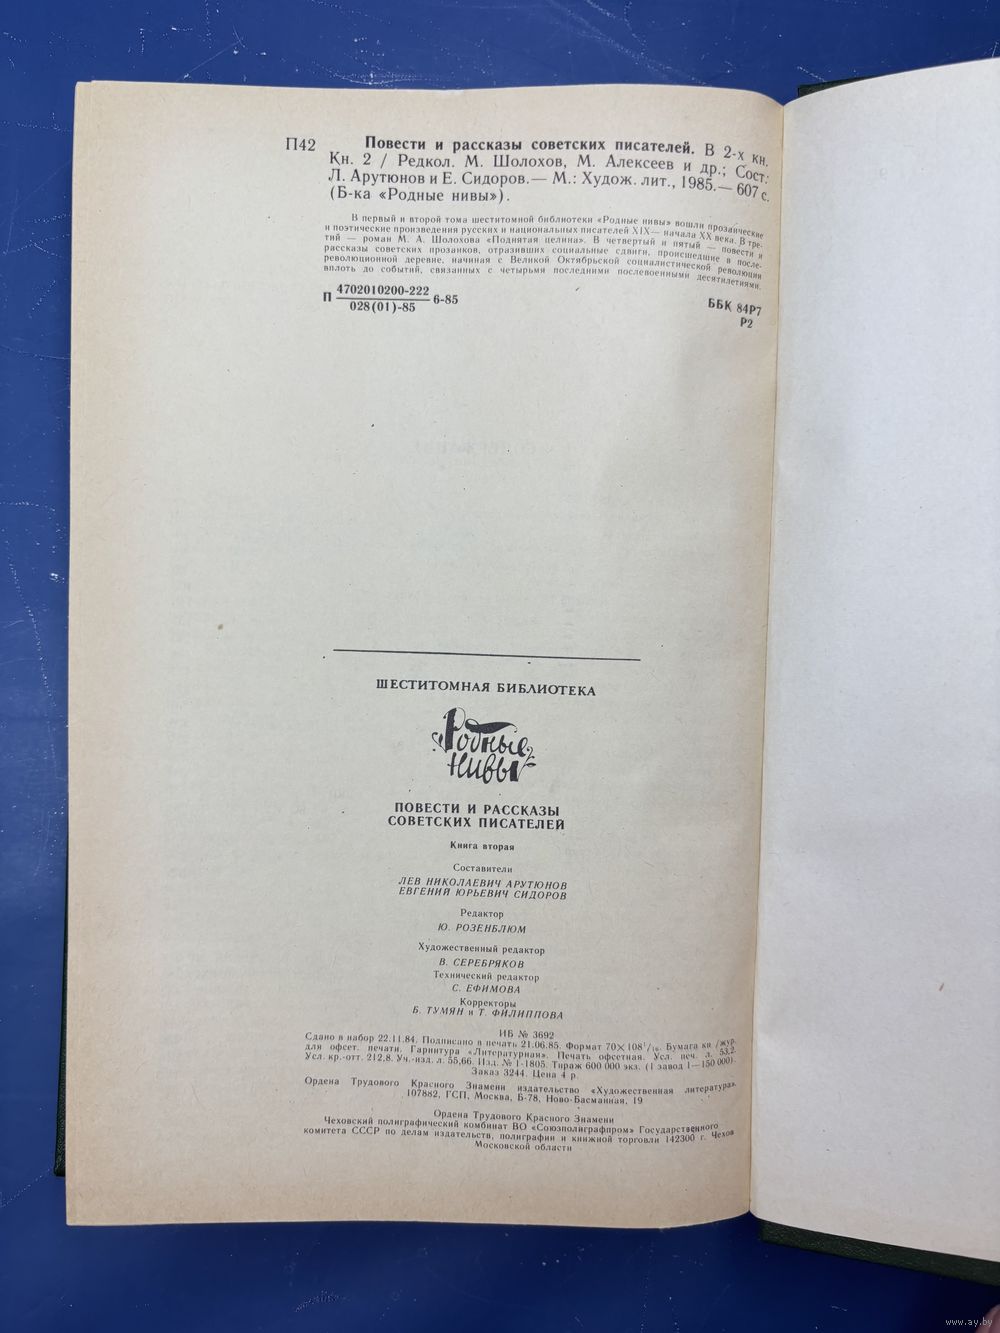 П42 Повести и рассказы советских писателей. В 2-х кн.
Кн. 2 / Редкол. М. Шолохов, М. Алексеев и др.; Сост.
Л. Арутюнов и Е. Сидоров.— М.: Худож. лит., 1985.— 607 с.
(Б-ка «Родные нивы»).
В первый и второй тома шеститомной библиотеки «Родные нивы» вошли прозаические
и поэтические произведения русских и национальных писателей XIX— начала XX века. В тре-
тий — роман М. А. Шолохова «Поднятая целина». В четвертый и пятый — повести и
рассказы советских прозаиков, отразивших социальные сдвиги, происшедшие в после-
революционной деревне, начиная с Великой Октябрьской социалистической революции
вплоть до событий, связанных с четырьмя последними послевоенными десятилетиями.
П 4702010200-222 6-85
028(01)-85
ББК 84Р7
Р2
ШЕСТИТОМНАЯ БИБЛИОТЕКА
Родные
нивы
ПОВЕСТИ И РАССКАЗЫ
СОВЕТСКИХ ПИСАТЕЛЕЙ
Книга вторая
Составители
ЛЕВ НИКОЛАЕВИЧ АРУТЮНОВ
ЕВГЕНИЙ ЮРЬЕВИЧ СИДОРОВ
Редактор
Ю. РОЗЕНБЛЮМ
Художественный редактор
В. СЕРЕБРЯКОВ
Технический редактор
С. ЕФИМОВА
Корректоры
Б. ТУМЯН и Т. ФИЛИППОВА
ИБ № 3692
Сдано в набор 22.11.84. Подписано в печать 21.06.85. Формат 70×108 1/16. Бумага кн /жур.
для офсет. печати. Гарнитура «Литературная». Печать офсетная. Усл. печ. л. 53,2.
Усл. кр.-отт. 212,8. Уч.-изд. л. 55,66. Изд. № 1-1805. Тираж 600 000 экз. (1 завод 1—150 000).
Заказ 3244. Цена 4 р.
Ордена Трудового Красного Знамени издательство «Художественная литература».
107882, ГСП, Москва, Б-78, Ново-Басманная, 19
Ордена Трудового Красного Знамени
Чеховский полиграфический комбинат ВО «Союзполиграфпром» Государственного
комитета СССР по делам издательств, полиграфии и книжной торговли 142300 г. Чехов
Московской области
www.ay.by